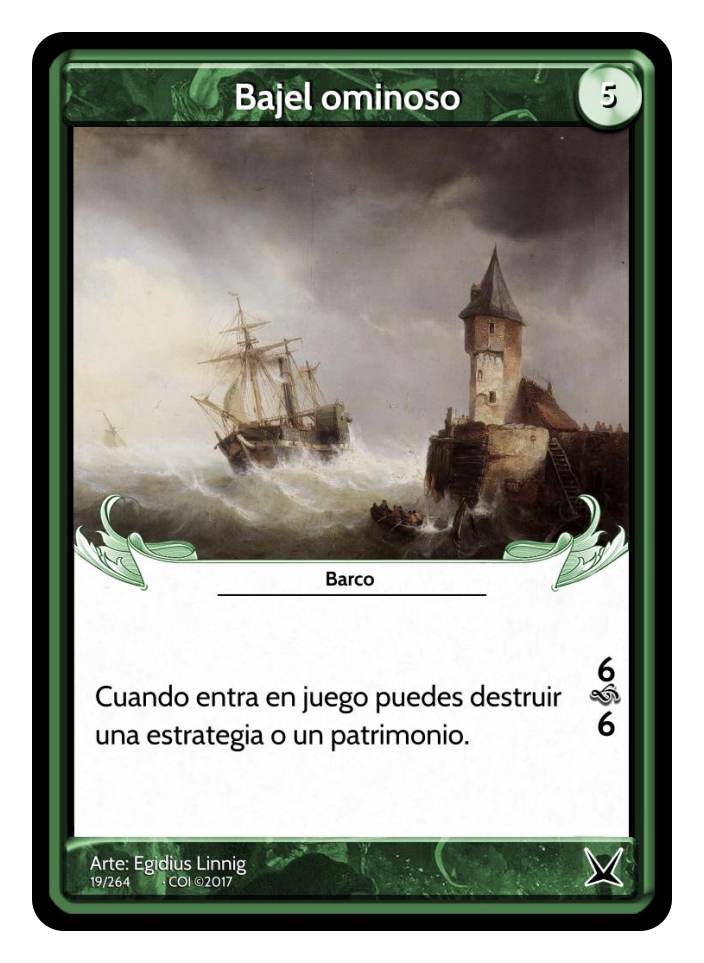 Bajel ominoso
5
Barco
Cuando entra en juego puedes destruir
una estrategia o un patrimonio.
6
6
Arte: Egidius Linnig
19/264 · COI ©2017